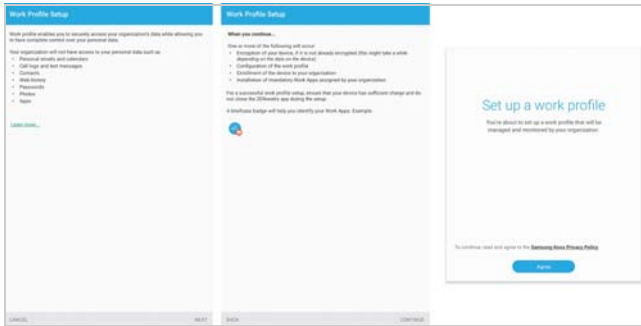 Work Profile Setup
Work profile enables you to securely access your organization's data while allowing you
to have complete control over your personal data.
Your organization will not have access to your personal data such as
• Personal emails and calendars
• Call logs and text messages
• Contacts
• Web history
• Passwords
• Photos
• Apps
Learn more...
CANCEL
NEXT
Work Profile Setup
When you continue...
One or more of the following will occur
• Encryption of your device, if it is not already encrypted (this might take a while
depending on the data on the device)
• Configuration of the work profile
• Enrollment of the device to your organization
• Installation of mandatory Work Apps assigned by your organization
For a successful work profile setup, ensure that your device has sufficient charge and do
not close the app during the setup
A briefcase badge will help you identify your Work Apps. Example:
BACK
CONTINUE
Set up a work profile
You're about to set up a work profile that will be
managed and monitored by your organization
To continue, read and agree to the Samsung Knox Privacy Policy
Agree